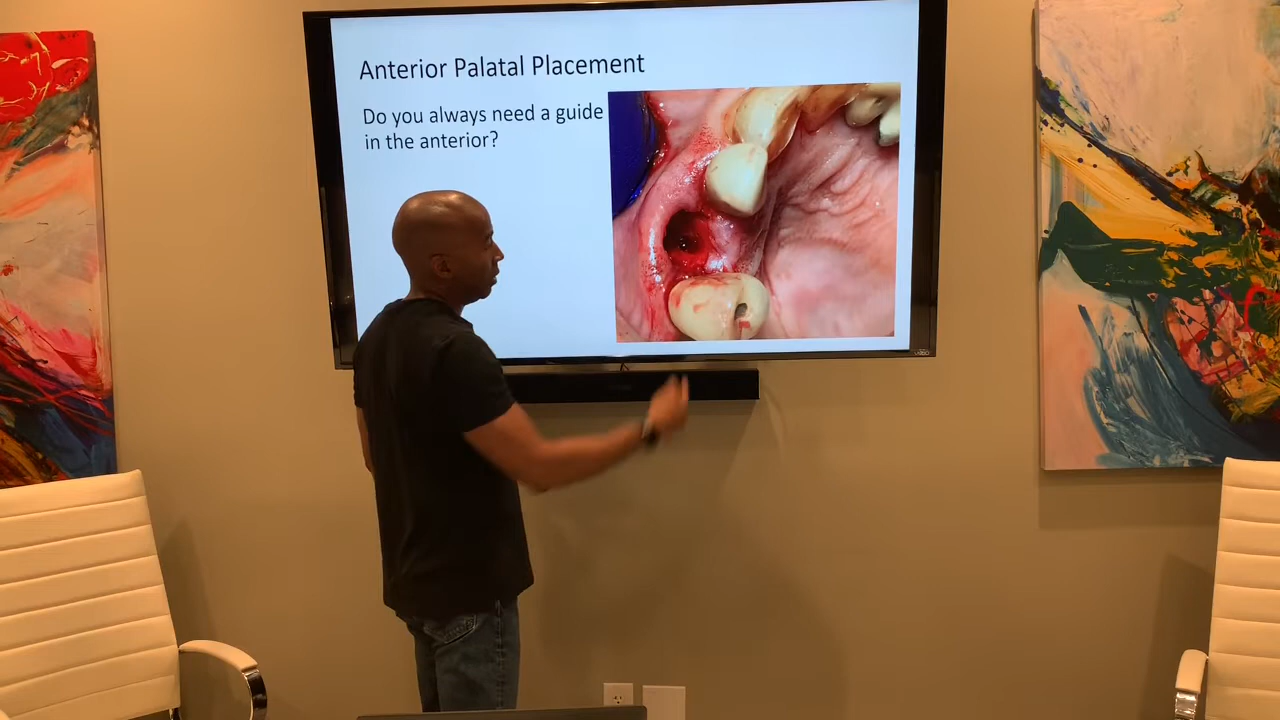 Anterior Palatal Placement
Do you always need a guide
in the anterior?